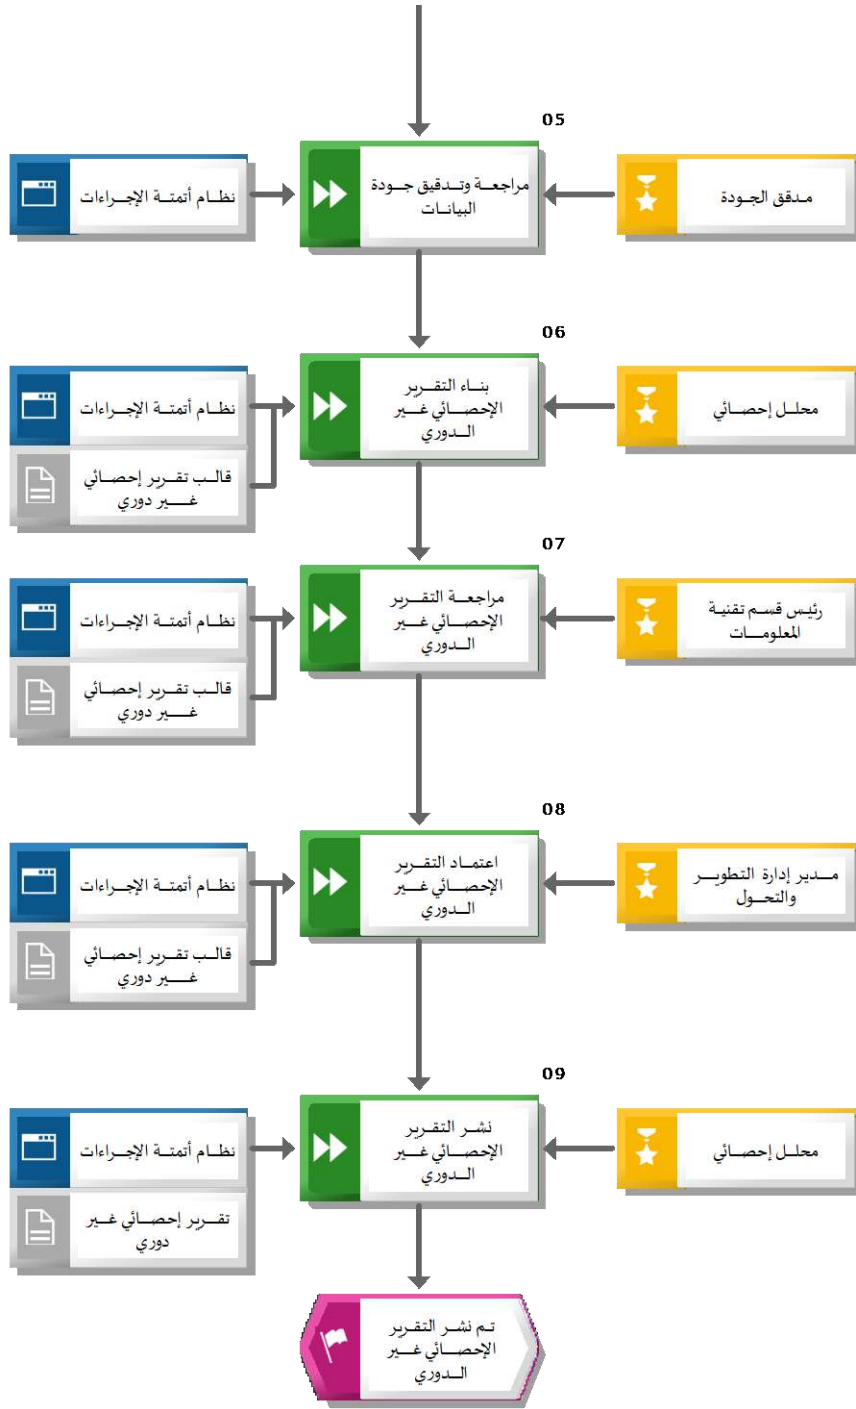 05
مدقق الجودة
مراجعة وتدقيق جودة
البيانات
نظام أتمتة الإجراءات
06
محلل إحصائي
بناء التقرير
الإحصائي غير
الدوري
نظام أتمتة الإجراءات
قالب تقرير إحصائي
غير دوري
07
رئيس قسم تقنية
المعلومات
مراجعة التقرير
الإحصائي غير
الدوري
نظام أتمتة الإجراءات
قالب تقرير إحصائي
غير دوري
08
مدير إدارة التطوير
والتحول
اعتماد التقرير
الإحصائي غير
الدوري
نظام أتمتة الإجراءات
قالب تقرير إحصائي
غير دوري
09
محلل إحصائي
نشر التقرير
الإحصائي غير
الدوري
نظام أتمتة الإجراءات
تقرير إحصائي غير
دوري
تم نشر التقرير
الإحصائي غير
الدوري